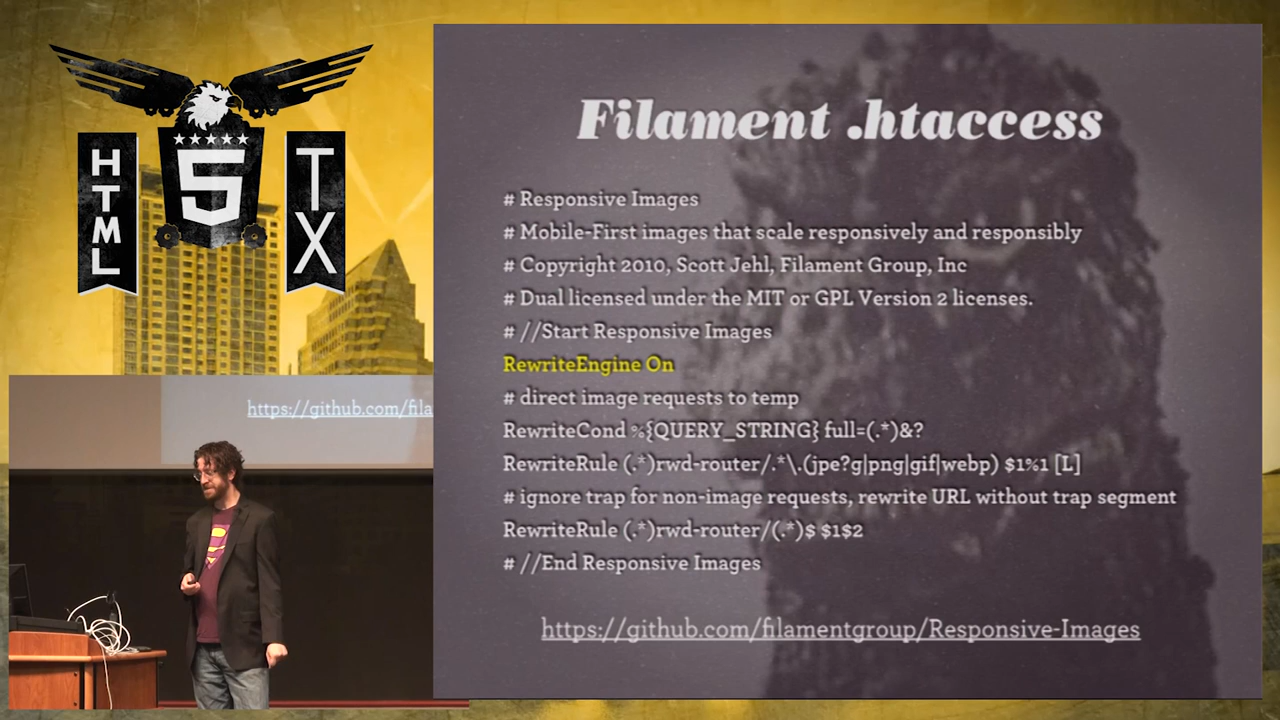 HTML
5
TX
Filament .htaccess
# Responsive Images
# Mobile-First images that scale responsively and responsibly
# Copyright 2010, Scott Jehl, Filament Group, Inc
# Dual licensed under the MIT or GPL Version 2 licenses.
# //Start Responsive Images
RewriteEngine On
# direct image requests to temp
RewriteCond %{QUERY_STRING} full=(.*)&?
RewriteRule (.*)rwd-router/.*\.(jpe?g|png|gif|webp) $1%1 [L]
# ignore trap for non-image requests, rewrite URL without trap segment
RewriteRule (.*)rwd-router/(.*)$ $1$2
# //End Responsive Images
https://github.com/filamentgroup/Responsive-Images
https://github.com/fila